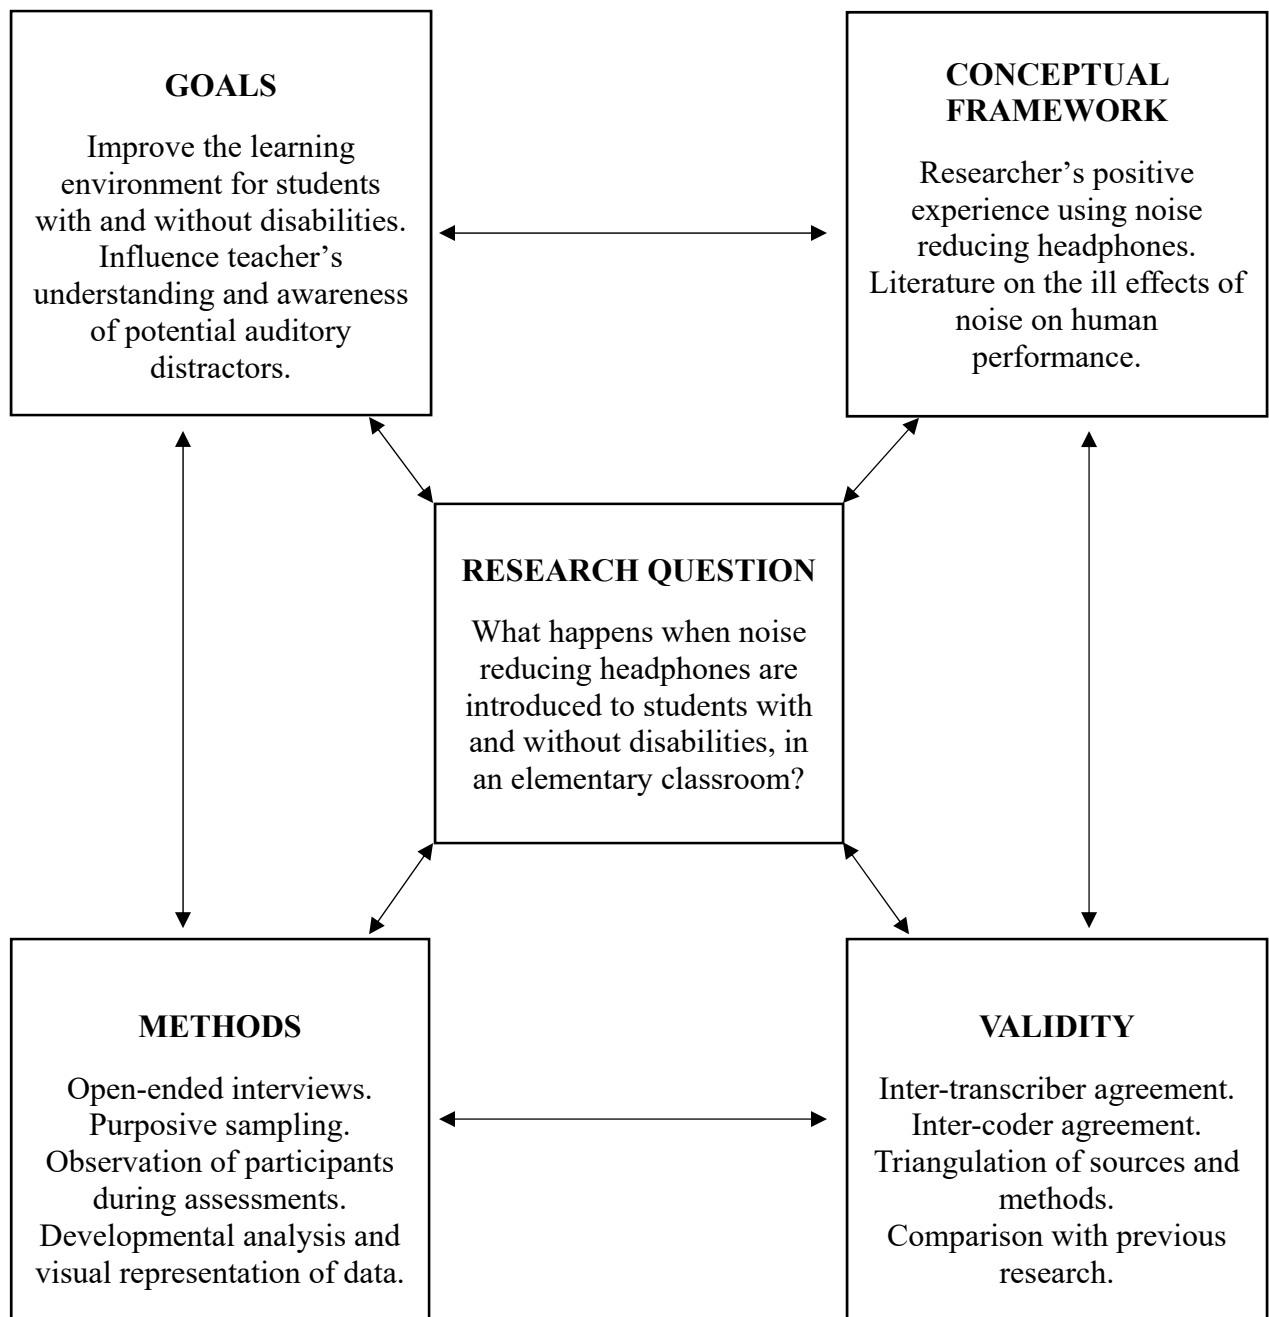 GOALS
Improve the learning
environment for students
with and without disabilities.
Influence teacher’s
understanding and awareness
of potential auditory
distractors.
CONCEPTUAL
FRAMEWORK
Researcher’s positive
experience using noise
reducing headphones.
Literature on the ill effects of
noise on human
performance.
RESEARCH QUESTION
What happens when noise
reducing headphones are
introduced to students with
and without disabilities, in
an elementary classroom?
METHODS
Open-ended interviews.
Purposive sampling.
Observation of participants
during assessments.
Developmental analysis and
visual representation of data.
VALIDITY
Inter-transcriber agreement.
Inter-coder agreement.
Triangulation of sources and
methods.
Comparison with previous
research.